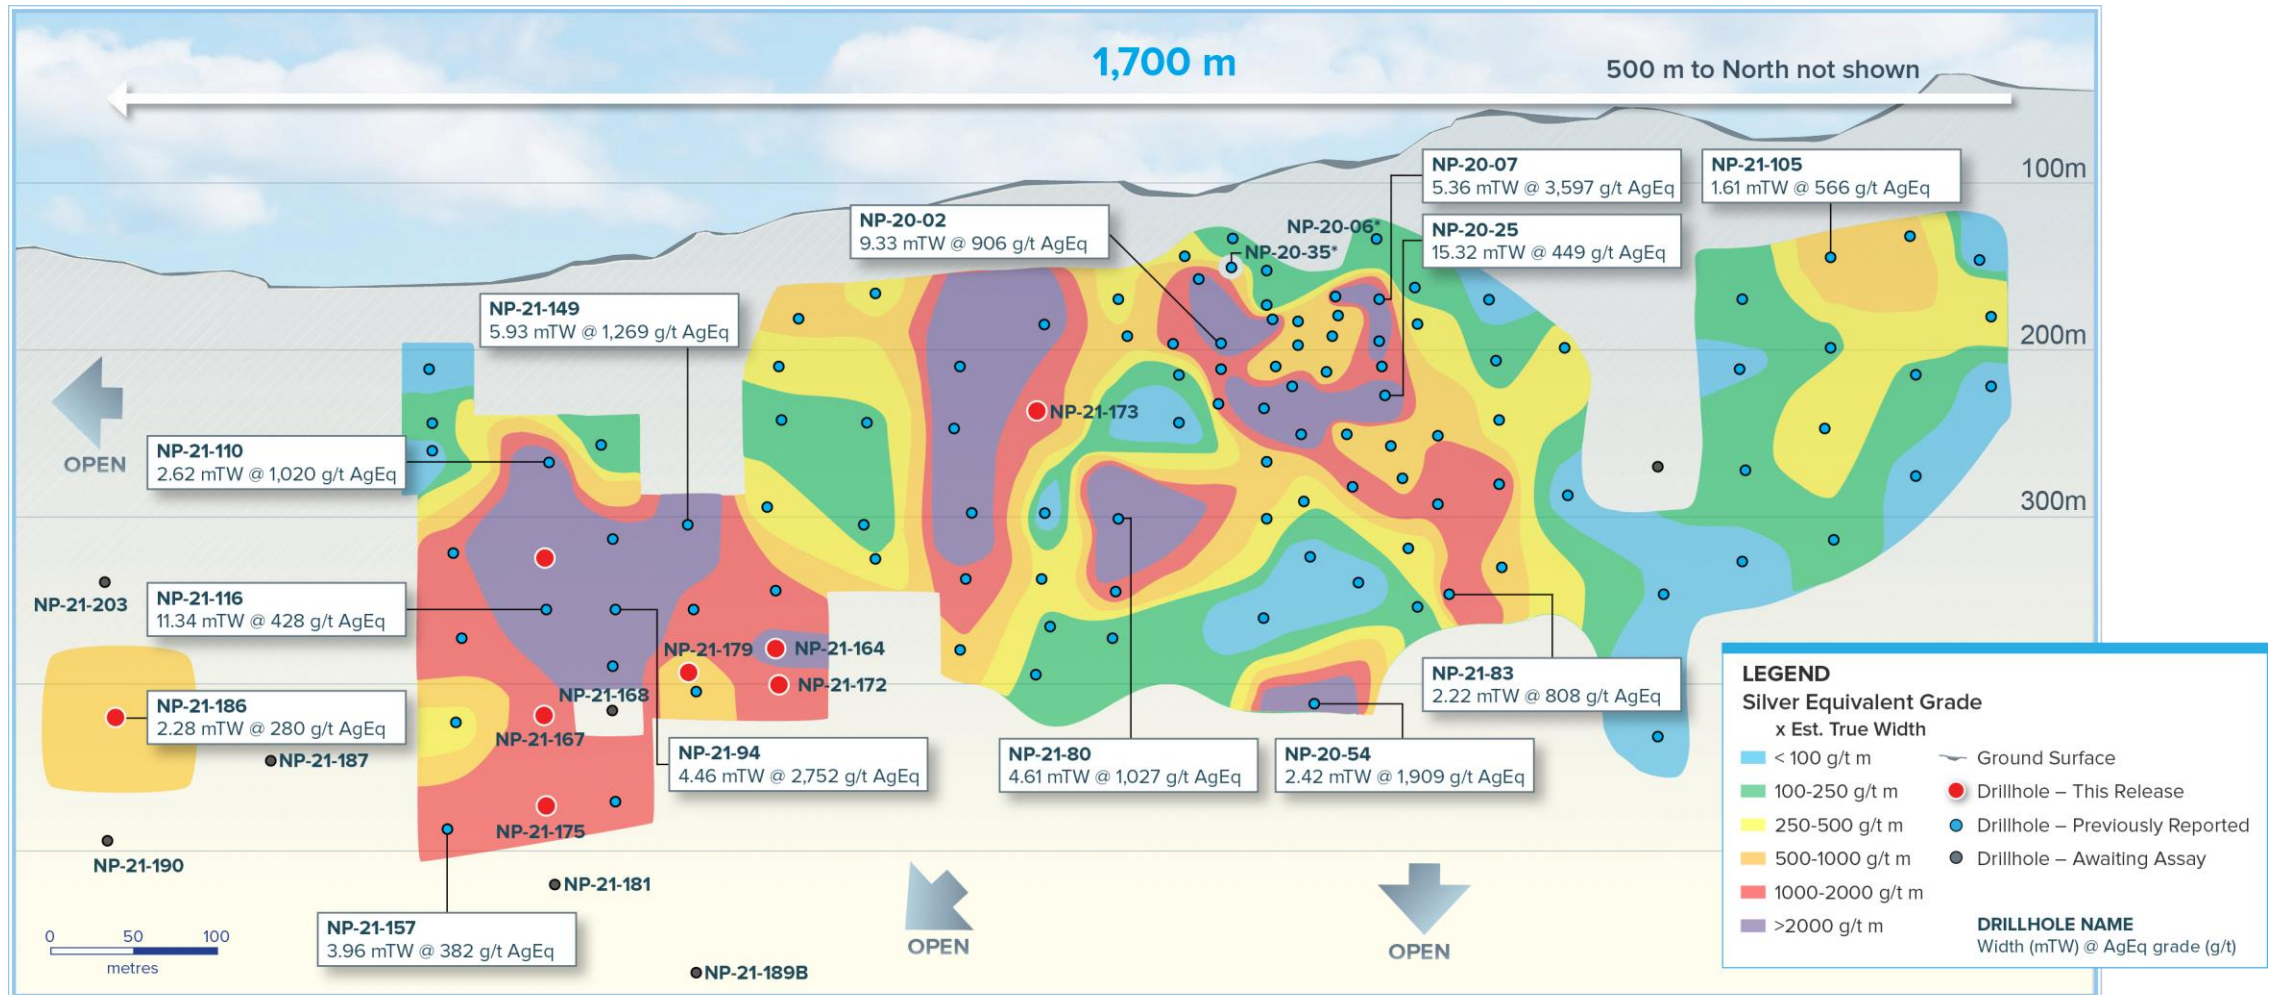 1,700 m
500 m to North not shown
100m
200m
300m
NP-20-07
5.36 mTW @ 3,597 g/t AgEq
NP-21-105
1.61 mTW @ 566 g/t AgEq
NP-20-02
9.33 mTW @ 906 g/t AgEq
NP-20-06*
NP-20-35*
NP-20-25
15.32 mTW @ 449 g/t AgEq
NP-21-149
5.93 mTW @ 1,269 g/t AgEq
NP-21-173
OPEN
NP-21-110
2.62 mTW @ 1,020 g/t AgEq
NP-21-203
NP-21-116
11.34 mTW @ 428 g/t AgEq
NP-21-179
NP-21-164
NP-21-172
NP-21-168
NP-21-83
2.22 mTW @ 808 g/t AgEq
NP-21-186
2.28 mTW @ 280 g/t AgEq
NP-21-167
NP-21-187
NP-21-94
4.46 mTW @ 2,752 g/t AgEq
NP-21-80
4.61 mTW @ 1,027 g/t AgEq
NP-20-54
2.42 mTW @ 1,909 g/t AgEq
NP-21-175
NP-21-190
NP-21-181
NP-21-157
3.96 mTW @ 382 g/t AgEq
NP-21-189B
OPEN
OPEN
0 50 100
metres
LEGEND
Silver Equivalent Grade
x Est. True Width
< 100 g/t m
100-250 g/t m
250-500 g/t m
500-1000 g/t m
1000-2000 g/t m
>2000 g/t m
Ground Surface
Drillhole – This Release
Drillhole – Previously Reported
Drillhole – Awaiting Assay
DRILLHOLE NAME
Width (mTW) @ AgEq grade (g/t)